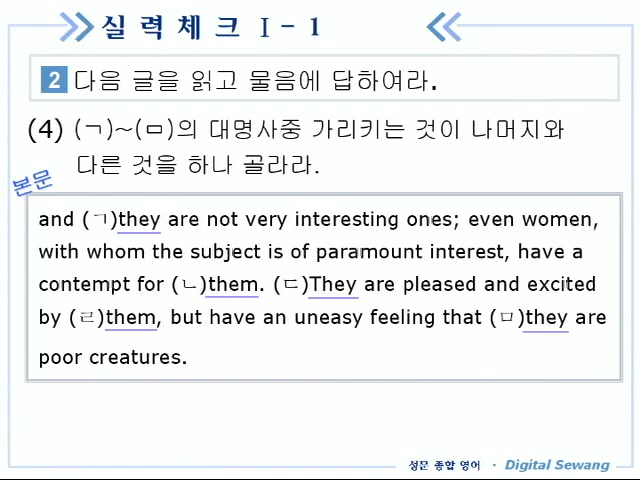 실력체크 I-1
2 다음 글을 읽고 물음에 답하여라.
(4) (ㄱ)~(ㅁ)의 대명사중 가리키는 것이 나머지와
다른 것을 하나 골라라.
본문
and (ㄱ)they are not very interesting ones; even women,
with whom the subject is of paramount interest, have a
contempt for (ㄴ)them. (ㄷ)They are pleased and excited
by (ㄹ)them, but have an uneasy feeling that (ㅁ)they are
poor creatures.
정문 종합 영어 · Digital Sewang